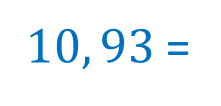 10, 93 =